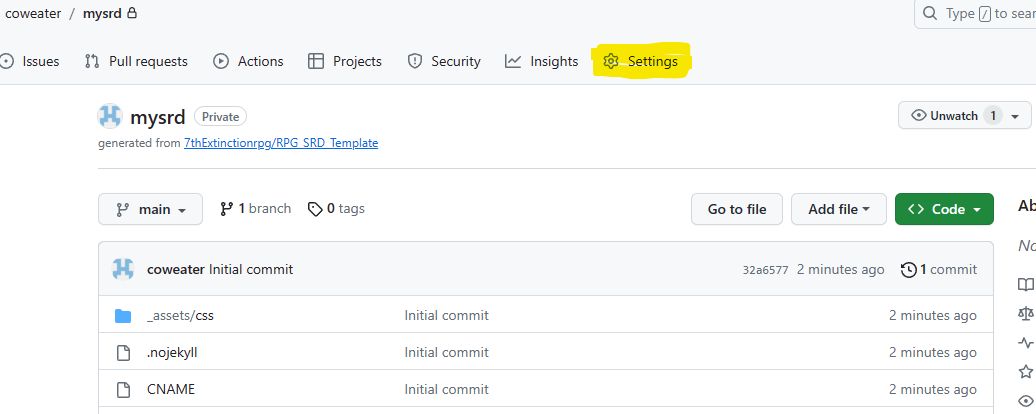 coweater / mysrd
Type / to sear
Issues Pull requests Actions Projects Security Insights Settings
mysrd Private
Unwatch 1
generated from 7thExtinctionrpg/RPG_SRD_Template
main 1 branch 0 tags Go to file Add file Code
Ab
No
coweater Initial commit 32a6577 2 minutes ago 1 commit
_assets/css Initial commit 2 minutes ago
.nojekyll Initial commit 2 minutes ago
CNAME Initial commit 2 minutes ago